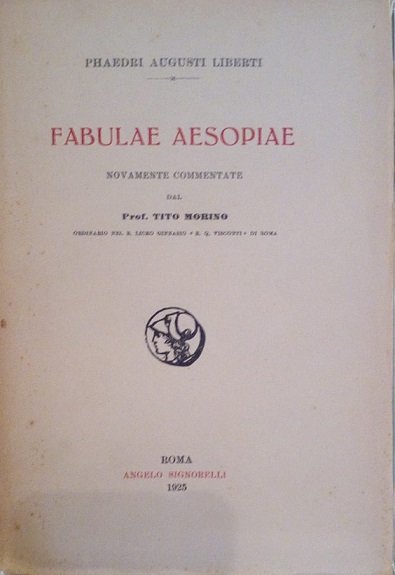 PHAEDRI AUGUSTI LIBERTI
FABULAE AESOPIAE
NOVAMENTE COMMENTATE
DAL
Prof. TITO MORINO
ORDINARIO NEL R. LICEO GINNASIO « E. Q. VISCONTI » DI ROMA
ROMA
ANGELO SIGNORELLI
1925